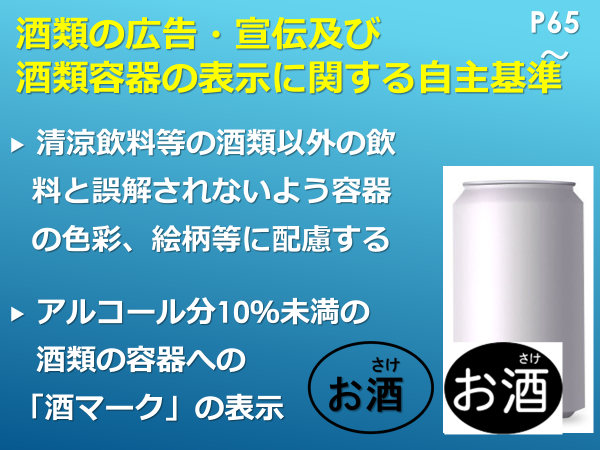 酒類の広告・宣伝及び
酒類容器の表示に関する自主基準
P65
～
▶ 清涼飲料等の酒類以外の飲
料と誤解されないよう容器
の色彩、絵柄等に配慮する
▶ アルコール分10%未満の
酒類の容器への
「酒マーク」の表示
さけ
お酒
さけ
お酒